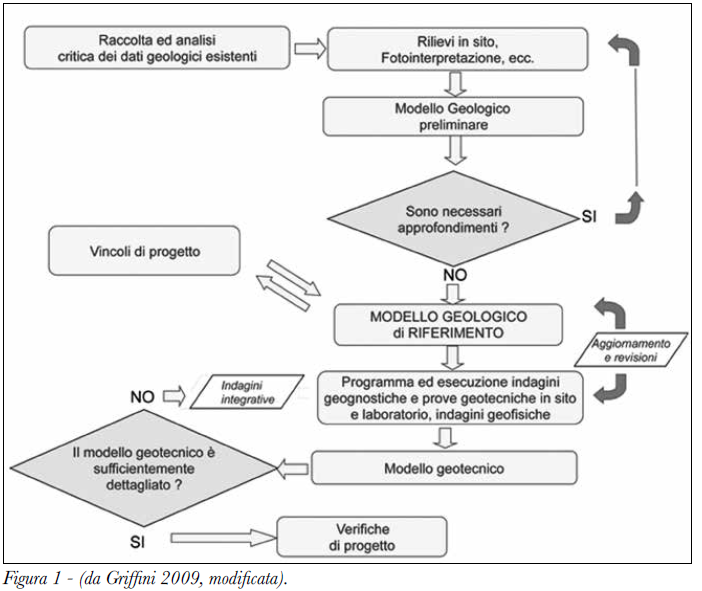 Raccolta ed analisi
critica dei dati geologici esistenti
Rilievi in sito,
Fotointerpretazione, ecc.
Modello Geologico
preliminare
Sono necessari
approfondimenti ?
SI
Vincoli di progetto
NO
MODELLO GEOLOGICO
di RIFERIMENTO
Aggiornamento
e revisioni
Programma ed esecuzione indagini
geognostiche e prove geotecniche in sito
e laboratorio, indagini geofisiche
NO
Indagini
integrative
Il modello geotecnico è
sufficientemente
dettagliato ?
Modello geotecnico
SI
Verifiche
di progetto
Figura 1 - (da Griffini 2009, modificata).